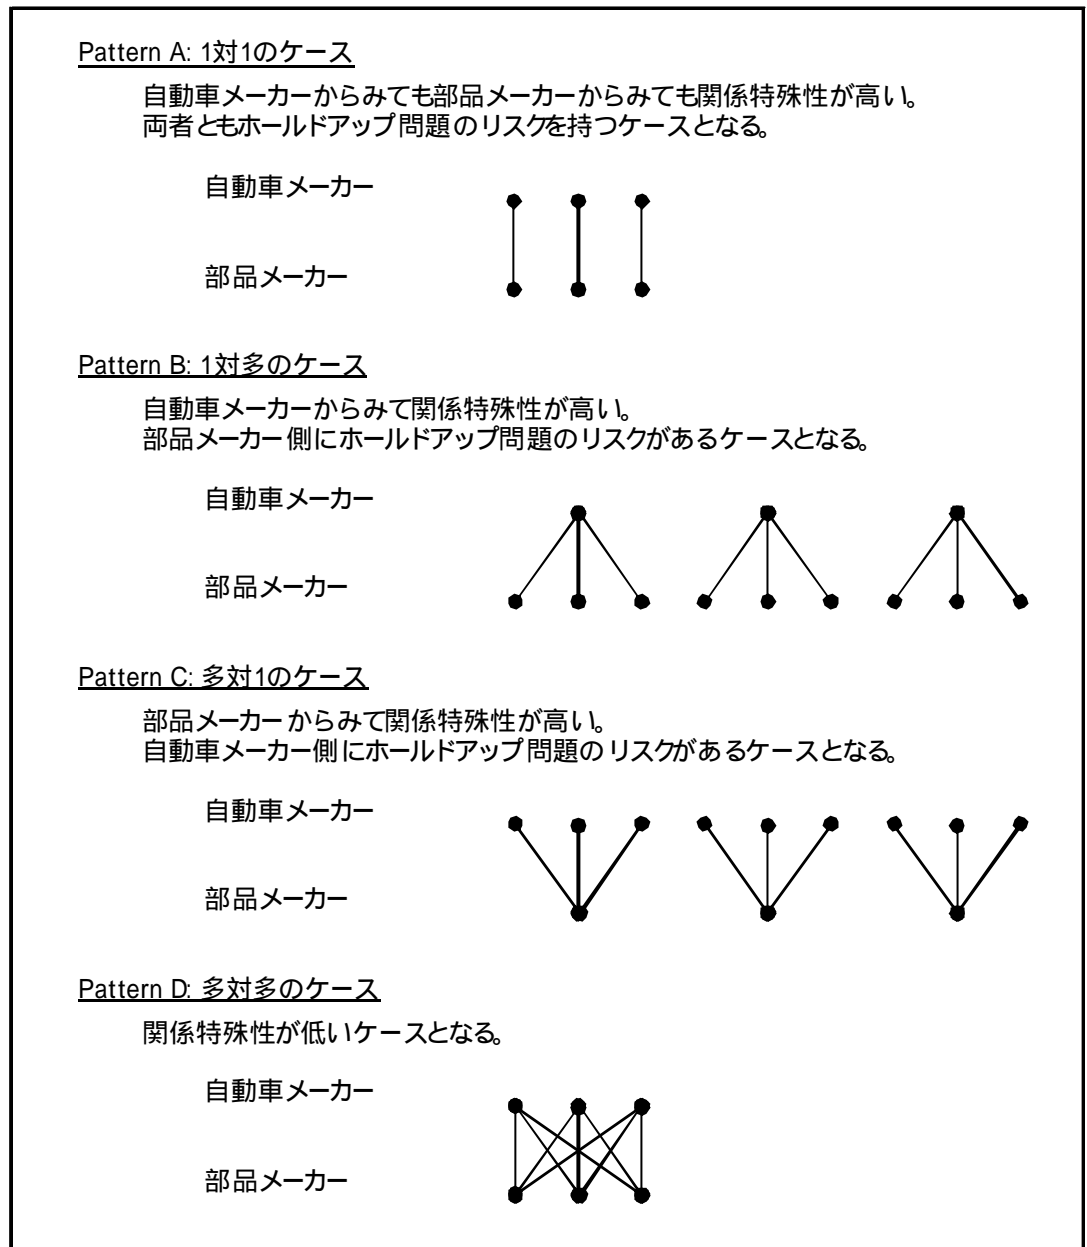 Pattern A: 1対1のケース
自動車メーカーからみても部品メーカーからみても関係特殊性が高い。
両者ともホールドアップ問題のリスクを持つケースとなる。
自動車メーカー
部品メーカー
Pattern B: 1対多のケース
自動車メーカーからみて関係特殊性が高い。
部品メーカー側にホールドアップ問題のリスクがあるケースとなる。
自動車メーカー
部品メーカー
Pattern C: 多対1のケース
部品メーカーからみて関係特殊性が高い。
自動車メーカー側にホールドアップ問題のリスクがあるケースとなる。
自動車メーカー
部品メーカー
Pattern D: 多対多のケース
関係特殊性が低いケースとなる。
自動車メーカー
部品メーカー